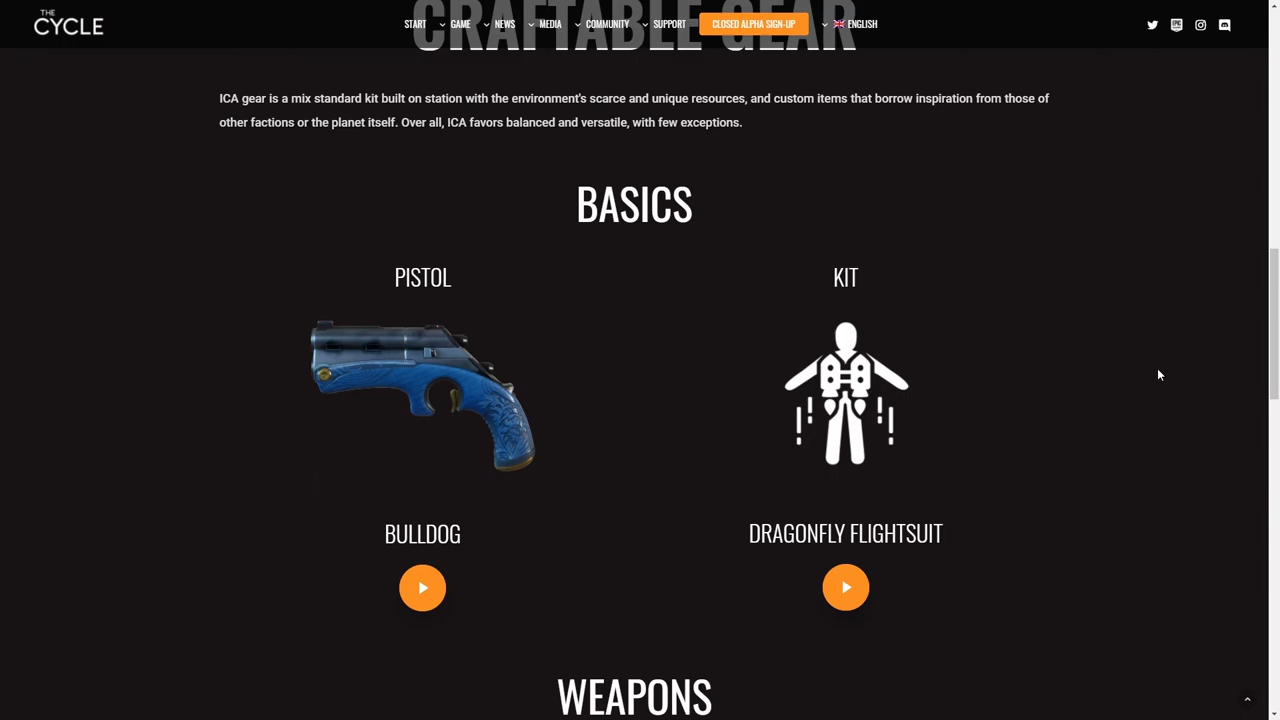 THE
CYCLE
START GAME NEWS MEDIA COMMUNITY SUPPORT CLOSED ALPHA SIGN-UP ENGLISH
CRAFTABLE GEAR
ICA gear is a mix standard kit built on station with the environment's scarce and unique resources, and custom items that borrow inspiration from those of
other factions or the planet itself. Over all, ICA favors balanced and versatile, with few exceptions.
BASICS
PISTOL
KIT
BULLDOG
DRAGONFLY FLIGHTSUIT
WEAPONS